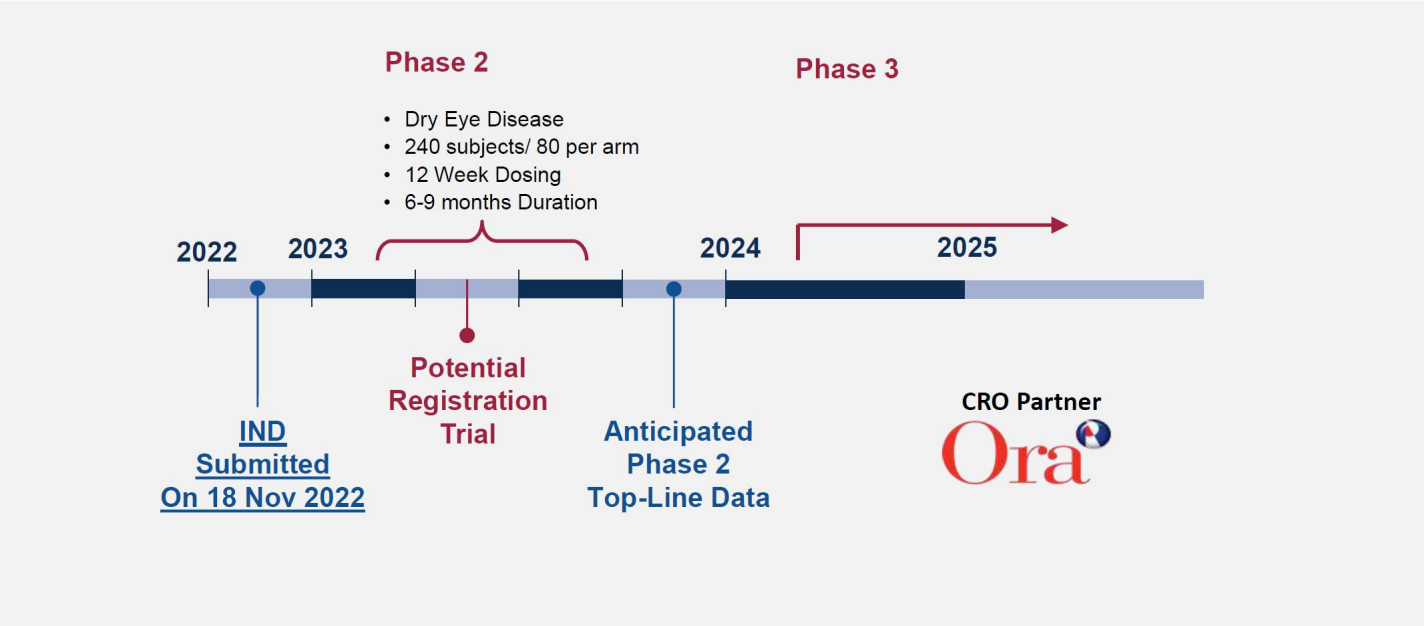 Phase 2
Phase 3
• Dry Eye Disease
• 240 subjects/ 80 per arm
• 12 Week Dosing
• 6-9 months Duration
2022
2023
2024
2025
Potential
Registration
Trial
IND
Submitted
On 18 Nov 2022
Anticipated
Phase 2
Top-Line Data
CRO Partner
Ora